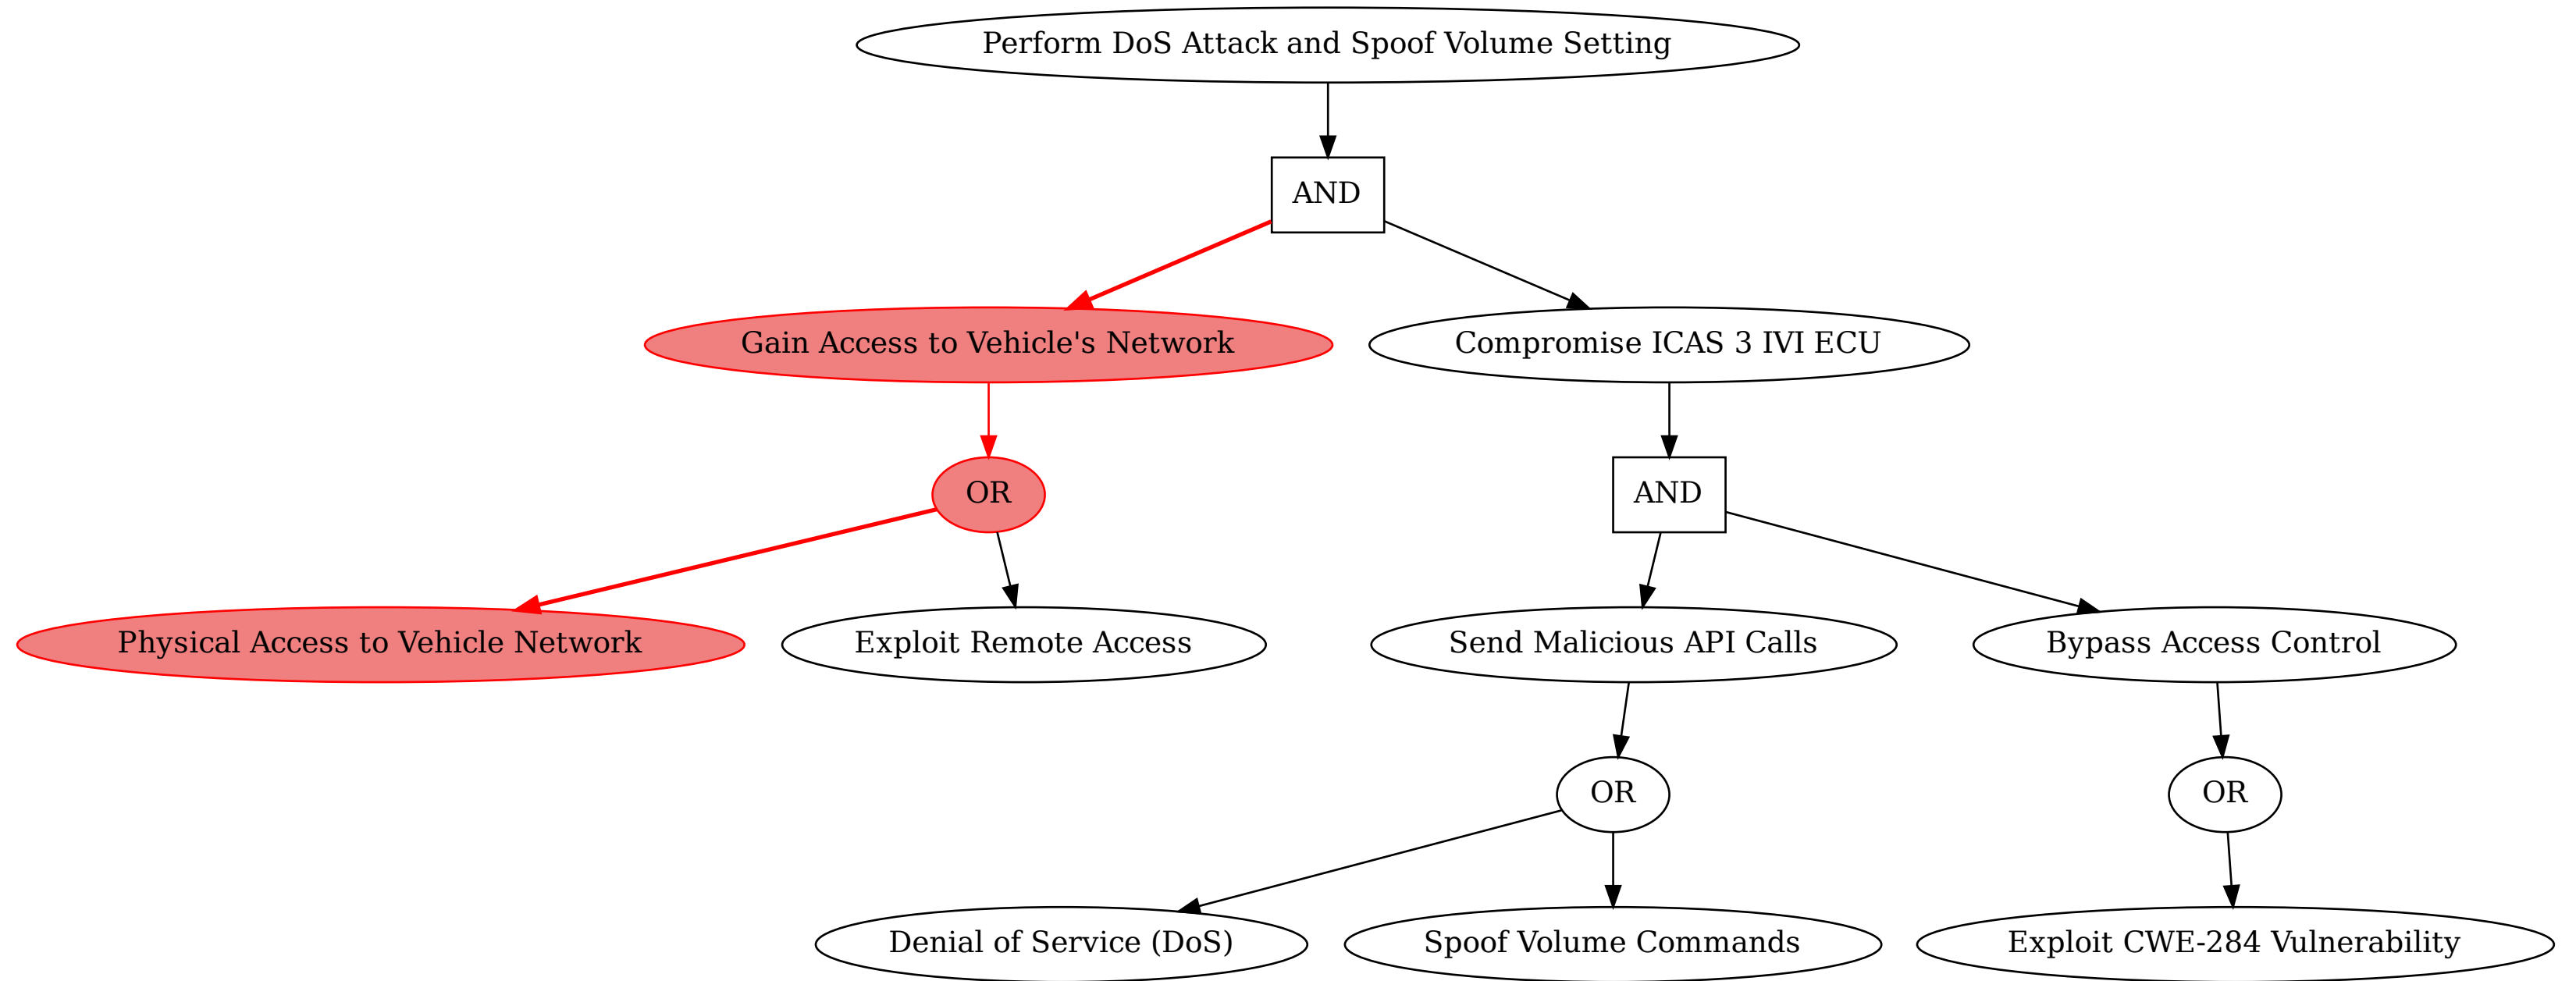 Perform DoS Attack and Spoof Volume Setting
AND
Gain Access to Vehicle's Network
Compromise ICAS 3 IVI ECU
OR
AND
Physical Access to Vehicle Network
Exploit Remote Access
Send Malicious API Calls
Bypass Access Control
OR
OR
Denial of Service (DoS)
Spoof Volume Commands
Exploit CWE-284 Vulnerability